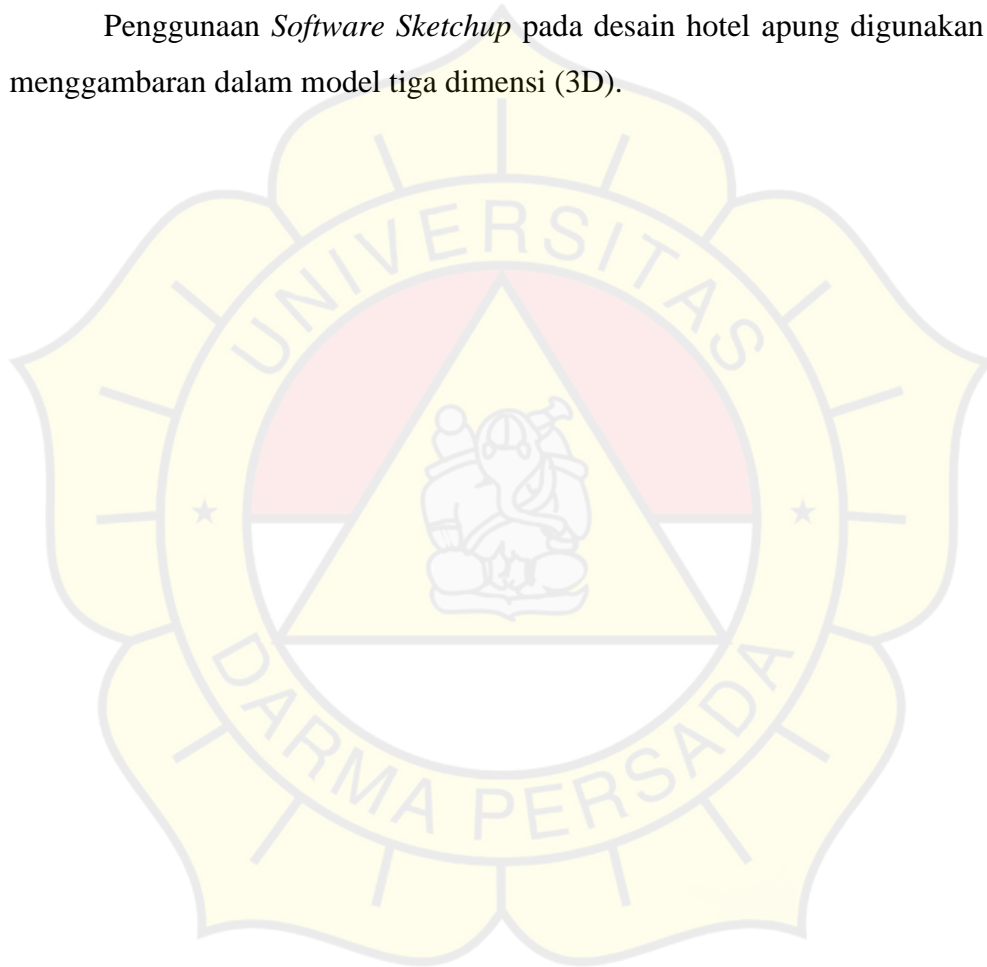 Penggunaan Software Sketchup pada desain hotel apung digunakan
menggambaran dalam model tiga dimensi (3D).
UNIVERSITAS
DARMA PERSADA